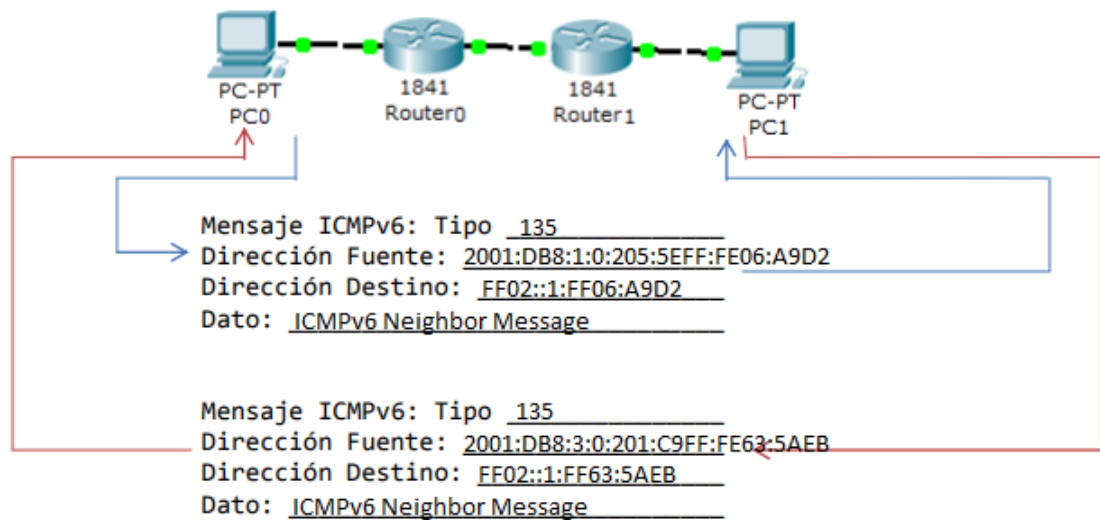 PC-PT
PC0
1841
Router0
1841
Router1
PC-PT
PC1
Mensaje ICMPv6: Tipo 135
Dirección Fuente: 2001:DB8:1:0:205:5EFF:FE06:A9D2
Dirección Destino: FF02::1:FF06:A9D2
Dato: ICMPv6 Neighbor Message
Mensaje ICMPv6: Tipo 135
Dirección Fuente: 2001:DB8:3:0:201:C9FF:FE63:5AEB
Dirección Destino: FF02::1:FF63:5AEB
Dato: ICMPv6 Neighbor Message